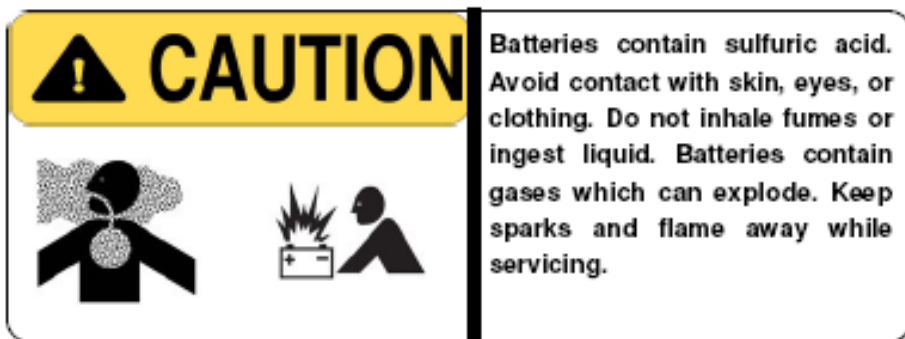 CAUTION
Batteries contain sulfuric acid.
Avoid contact with skin, eyes, or
clothing. Do not inhale fumes or
ingest liquid. Batteries contain
gases which can explode. Keep
sparks and flame away while
servicing.